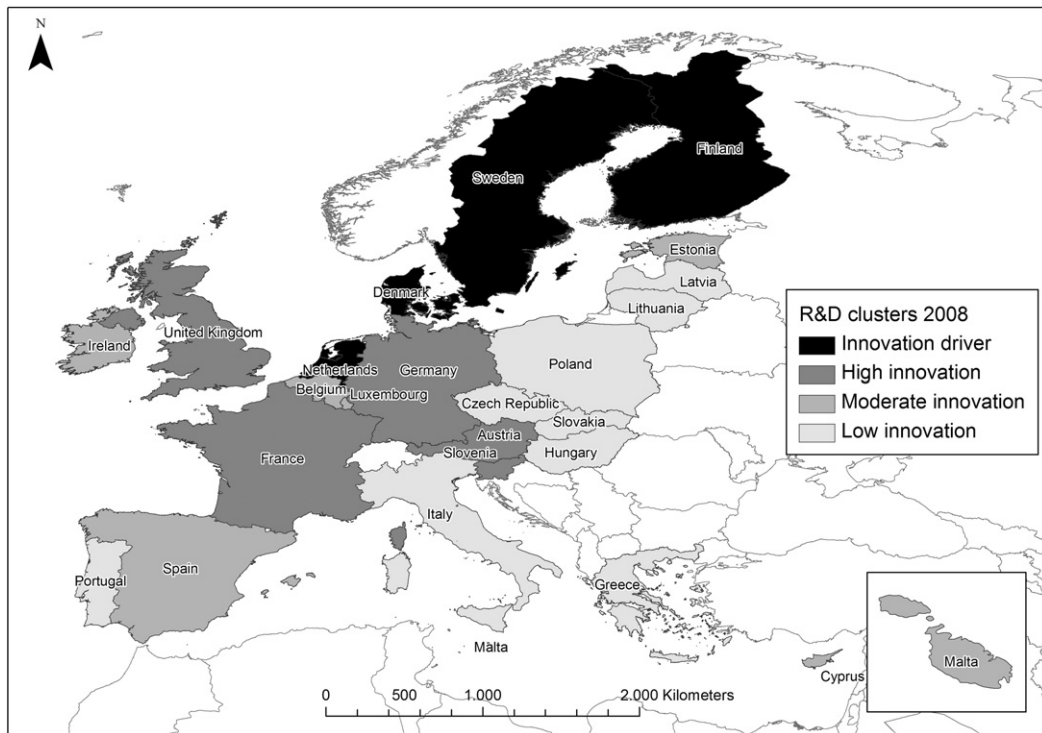 N
Finland
Sweden
Estonia
Latvia
Denmark
Lithuania
United Kingdom
Ireland
Netherlands
Germany
Poland
Belgium
Luxembourg
Czech Republic
Slovakia
Austria
Slovenia
Hungary
France
Italy
Spain
Portugal
Greece
Malta
Cyprus
0 500 1.000 2.000 Kilometers
R&D clusters 2008
Innovation driver
High innovation
Moderate innovation
Low innovation
Malta